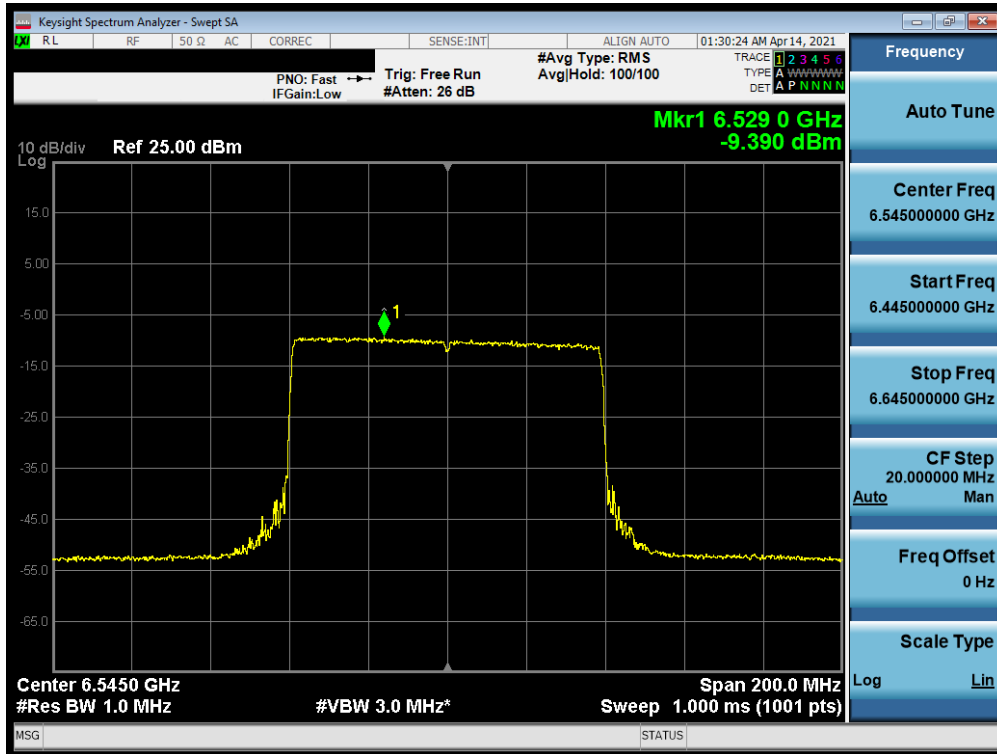 Keysight Spectrum Analyzer - Swept SA
LXI RL RF 50 Ω AC CORREC SENSE:INT ALIGN AUTO 01:30:24 AM Apr 14, 2021
PNO: Fast
IFGain:Low
Trig: Free Run
#Atten: 26 dB
#Avg Type: RMS
Avg|Hold: 100/100
TRACE 1 2 3 4 5 6
TYPE A WWWWW
DET A P N N N N
Mkr1 6.529 0 GHz
-9.390 dBm
10 dB/div Ref 25.00 dBm
Log
15.0
5.00
-5.00
1
-15.0
-25.0
-35.0
-45.0
-55.0
-65.0
Center 6.5450 GHz Span 200.0 MHz
#Res BW 1.0 MHz #VBW 3.0 MHz* Sweep 1.000 ms (1001 pts)
MSG STATUS
Frequency
Auto Tune
Center Freq
6.545000000 GHz
Start Freq
6.445000000 GHz
Stop Freq
6.645000000 GHz
CF Step
20.000000 MHz
Auto Man
Freq Offset
0 Hz
Scale Type
Log Lin